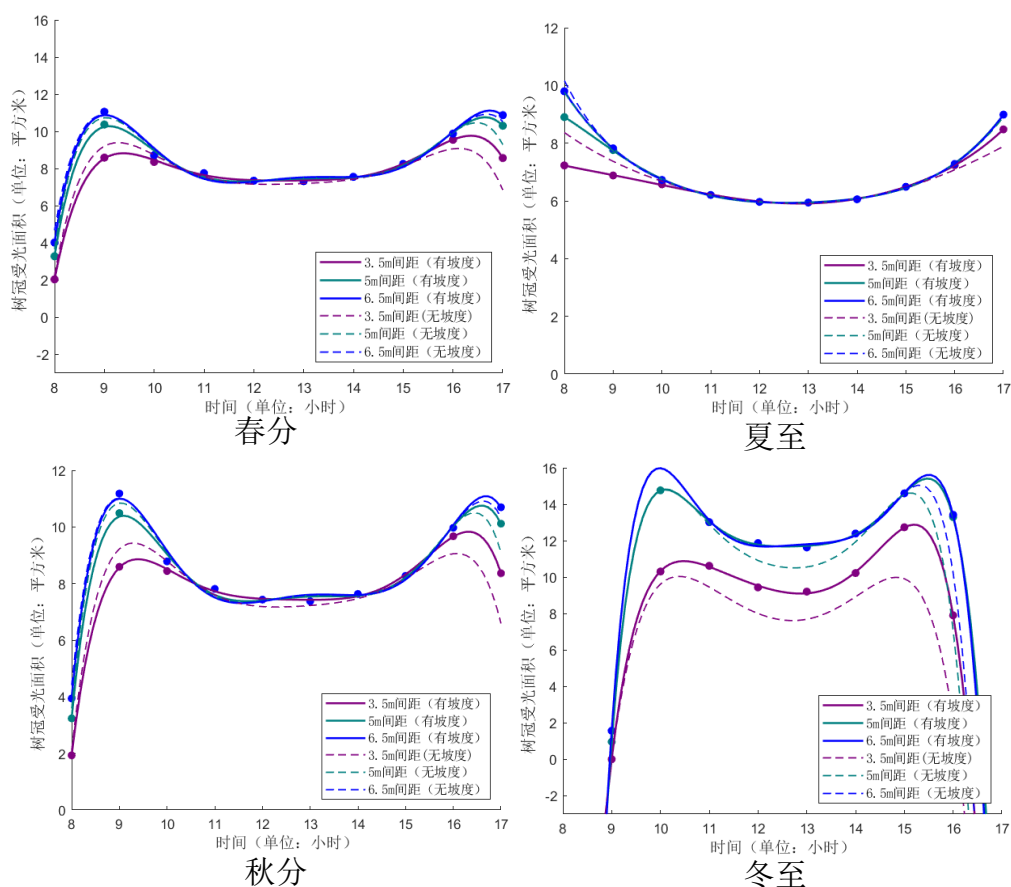 16
14
12
10
8
6
4
2
0
-2
8
9
10
11
12
13
14
15
16
17
树冠受光面积（单位：平方米）
时间（单位：小时）
3.5m间距（有坡度）
5m间距（有坡度）
6.5m间距（有坡度）
3.5m间距(无坡度)
5m间距（无坡度）
6.5m间距（无坡度）
春分
12
10
8
6
4
2
0
8
9
10
11
12
13
14
15
16
17
树冠受光面积（单位：平方米）
时间（单位：小时）
3.5m间距（有坡度）
5m间距（有坡度）
6.5m间距（有坡度）
3.5m间距(无坡度)
5m间距（无坡度）
6.5m间距（无坡度）
夏至
12
10
8
6
4
2
0
8
9
10
11
12
13
14
15
16
17
树冠受光面积（单位：平方米）
时间（单位：小时）
3.5m间距（有坡度）
5m间距（有坡度）
6.5m间距（有坡度）
3.5m间距(无坡度)
5m间距（无坡度）
6.5m间距（无坡度）
秋分
16
14
12
10
8
6
4
2
0
-2
8
9
10
11
12
13
14
15
16
17
树冠受光面积（单位：平方米）
时间（单位：小时）
3.5m间距（有坡度）
5m间距（有坡度）
6.5m间距（有坡度）
3.5m间距(无坡度)
5m间距（无坡度）
6.5m间距（无坡度）
冬至